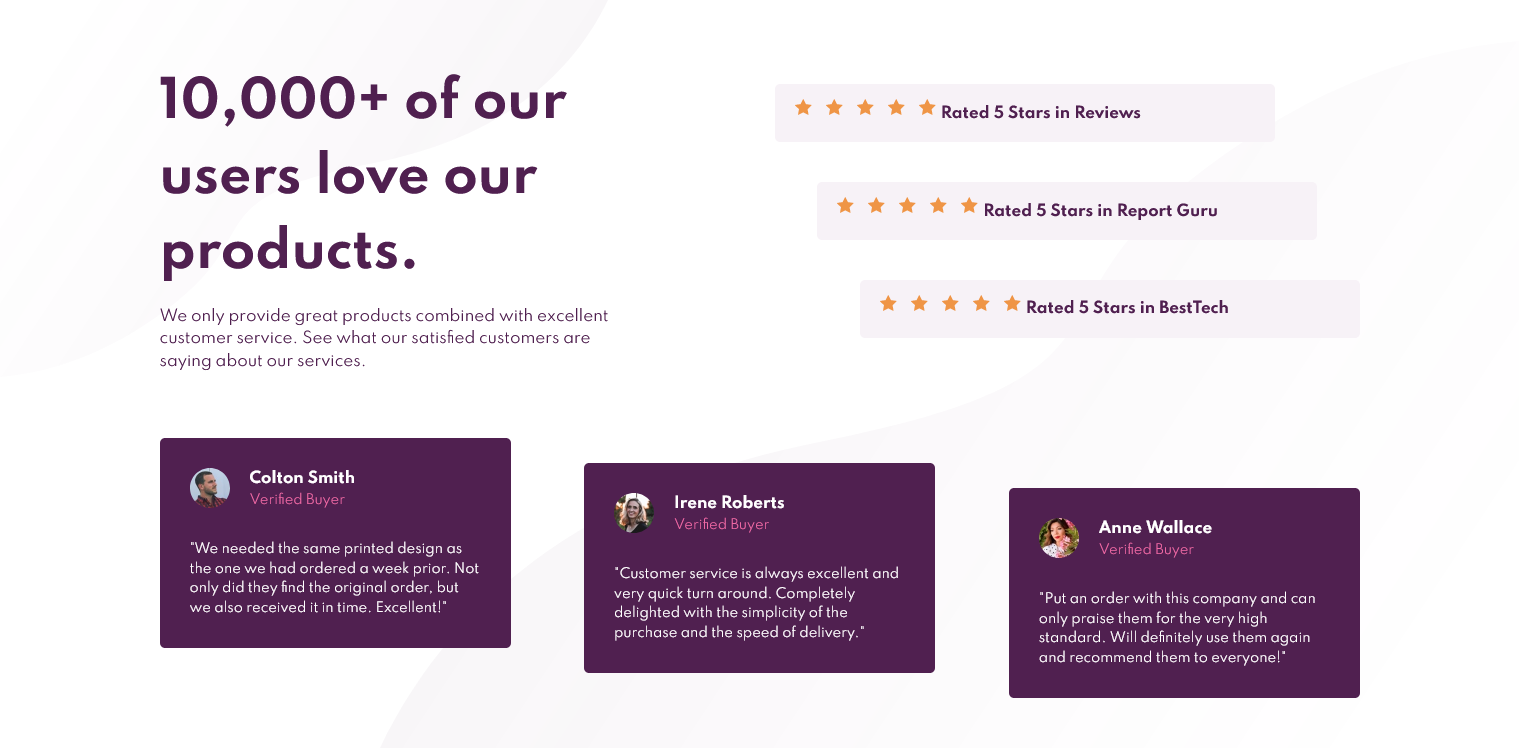 10,000+ of our
users love our
products.
We only provide great products combined with excellent
customer service. See what our satisfied customers are
saying about our services.
Rated 5 Stars in Reviews
Rated 5 Stars in Report Guru
Rated 5 Stars in BestTech
Colton Smith
Verified Buyer
"We needed the same printed design as
the one we had ordered a week prior. Not
only did they find the original order, but
we also received it in time. Excellent!"
Irene Roberts
Verified Buyer
"Customer service is always excellent and
very quick turn around. Completely
delighted with the simplicity of the
purchase and the speed of delivery."
Anne Wallace
Verified Buyer
"Put an order with this company and can
only praise them for the very high
standard. Will definitely use them again
and recommend them to everyone!"